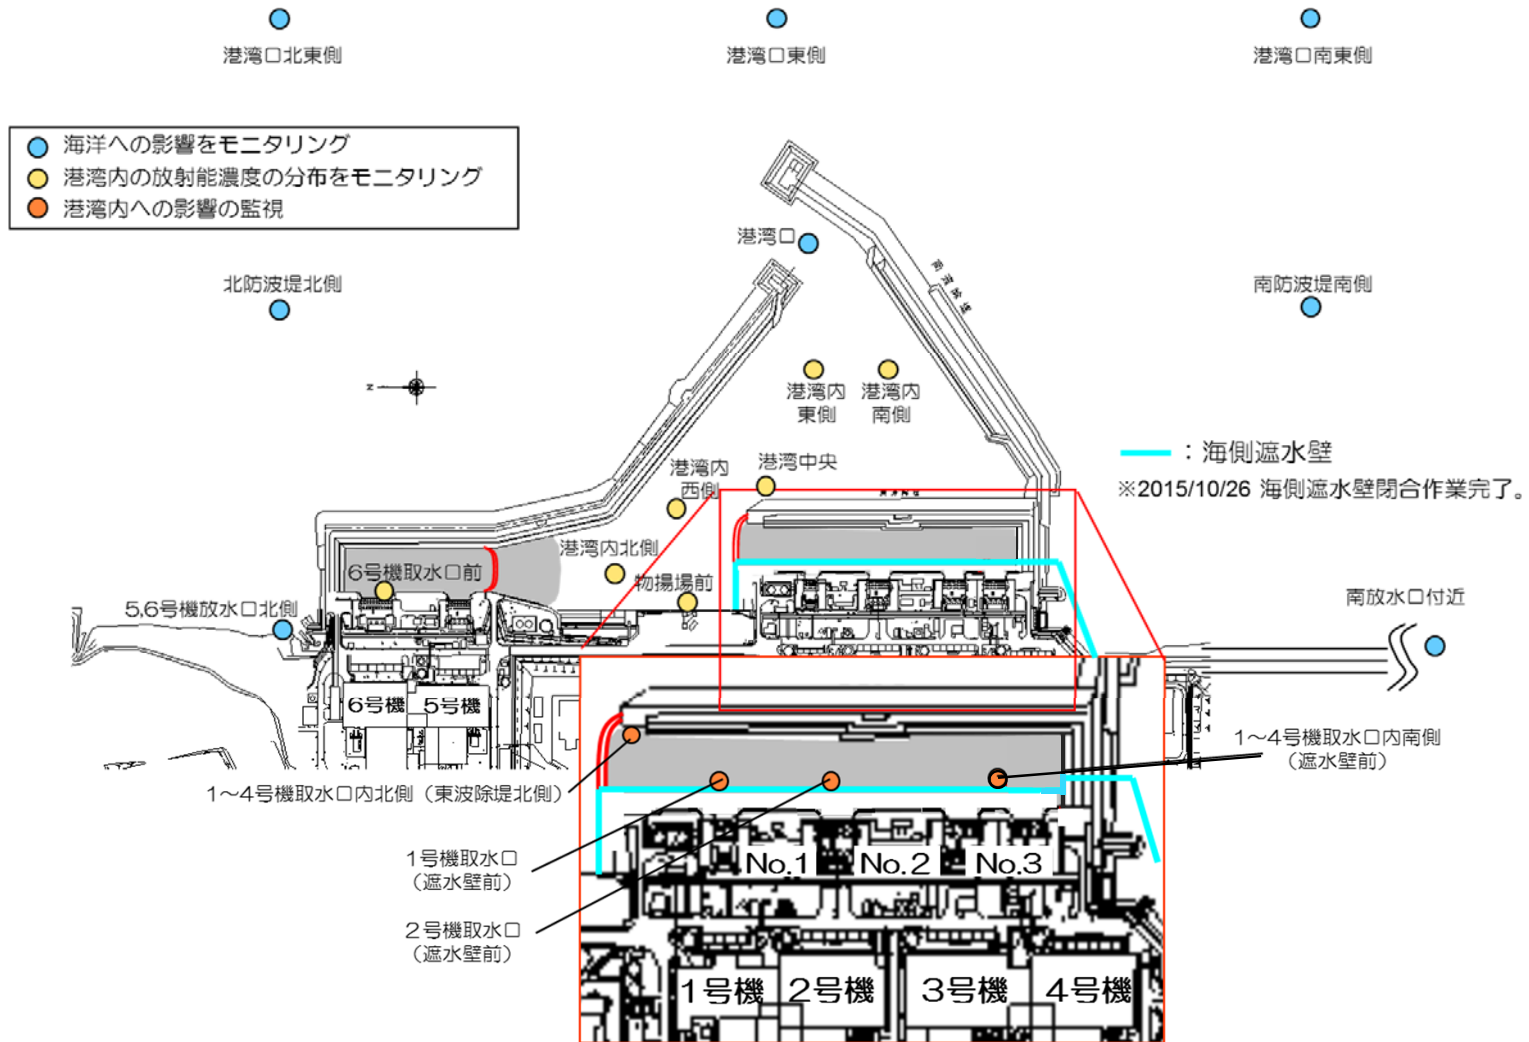 港湾口北東側
港湾口東側
港湾口南東側
海洋への影響をモニタリング
港湾内の放射能濃度の分布をモニタリング
港湾内への影響の監視
港湾口
北防波堤北側
南防波堤南側
N
港湾内
東側
港湾内
南側
：海側遮水壁
※2015/10/26 海側遮水壁閉合作業完了。
港湾中央
港湾内
西側
港湾内北側
6号機取水口前
物揚場前
5,6号機放水口北側
南放水口付近
6号機
5号機
1〜4号機取水口内南側
（遮水壁前）
1〜4号機取水口内北側（東波除堤北側）
1号機取水口
（遮水壁前）
2号機取水口
（遮水壁前）
No.1
No.2
No.3
1号機
2号機
3号機
4号機